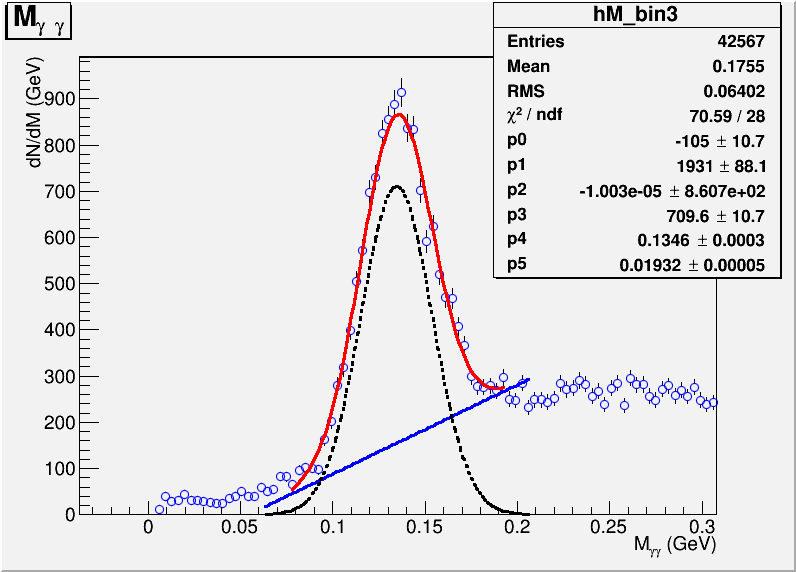 Mγ γ
hM_bin3
Entries 42567
Mean 0.1755
RMS 0.06402
χ² / ndf 70.59 / 28
p0 -105 ± 10.7
p1 1931 ± 88.1
p2 -1.003e-05 ± 8.607e+02
p3 709.6 ± 10.7
p4 0.1346 ± 0.0003
p5 0.01932 ± 0.00005
dN/dM (GeV)
900
800
700
600
500
400
300
200
100
0
0 0.05 0.1 0.15 0.2 0.25 0.3
Mγγ (GeV)